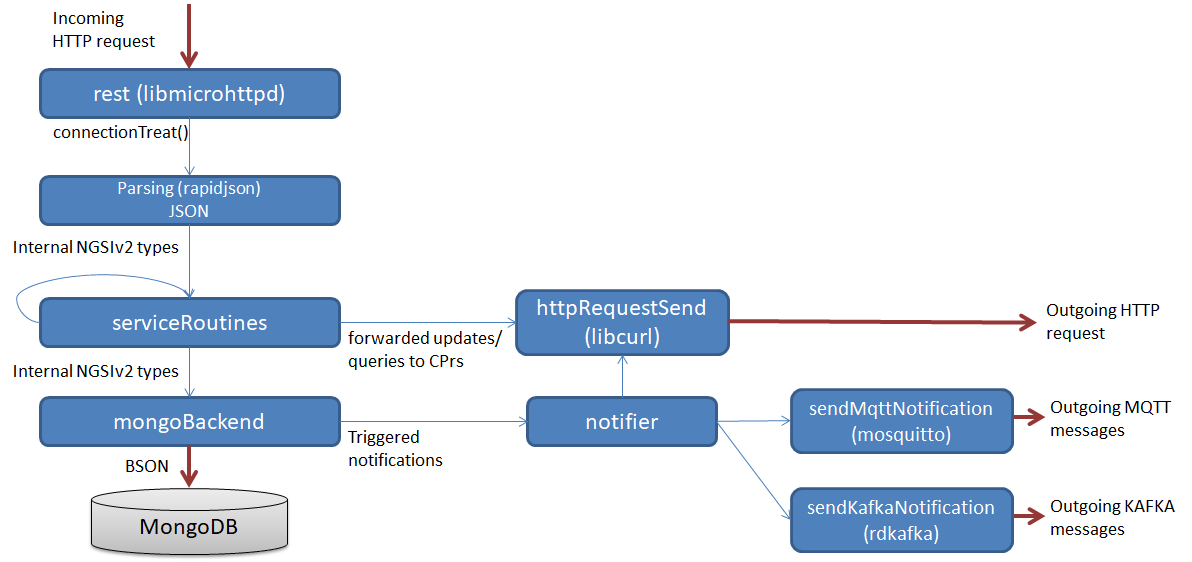 Incoming
HTTP request
rest (libmicrohttpd)
connectionTreat()
Parsing (rapidjson)
JSON
Internal NGSIv2 types
serviceRoutines
forwarded updates/
queries to CPrs
httpRequestSend
(libcurl)
Outgoing HTTP
request
Internal NGSIv2 types
mongoBackend
Triggered
notifications
notifier
sendMqttNotification
(mosquitto)
Outgoing MQTT
messages
BSON
MongoDB
sendKafkaNotification
(rdkafka)
Outgoing KAFKA
messages